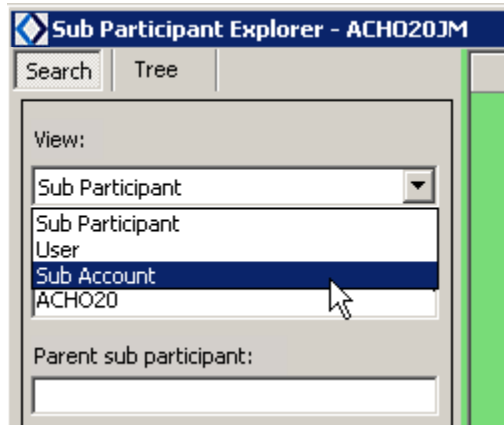 Sub Participant Explorer - ACHO20JM
Search Tree
View:
Sub Participant
Sub Participant
User
Sub Account
ACHO20
Parent sub participant: